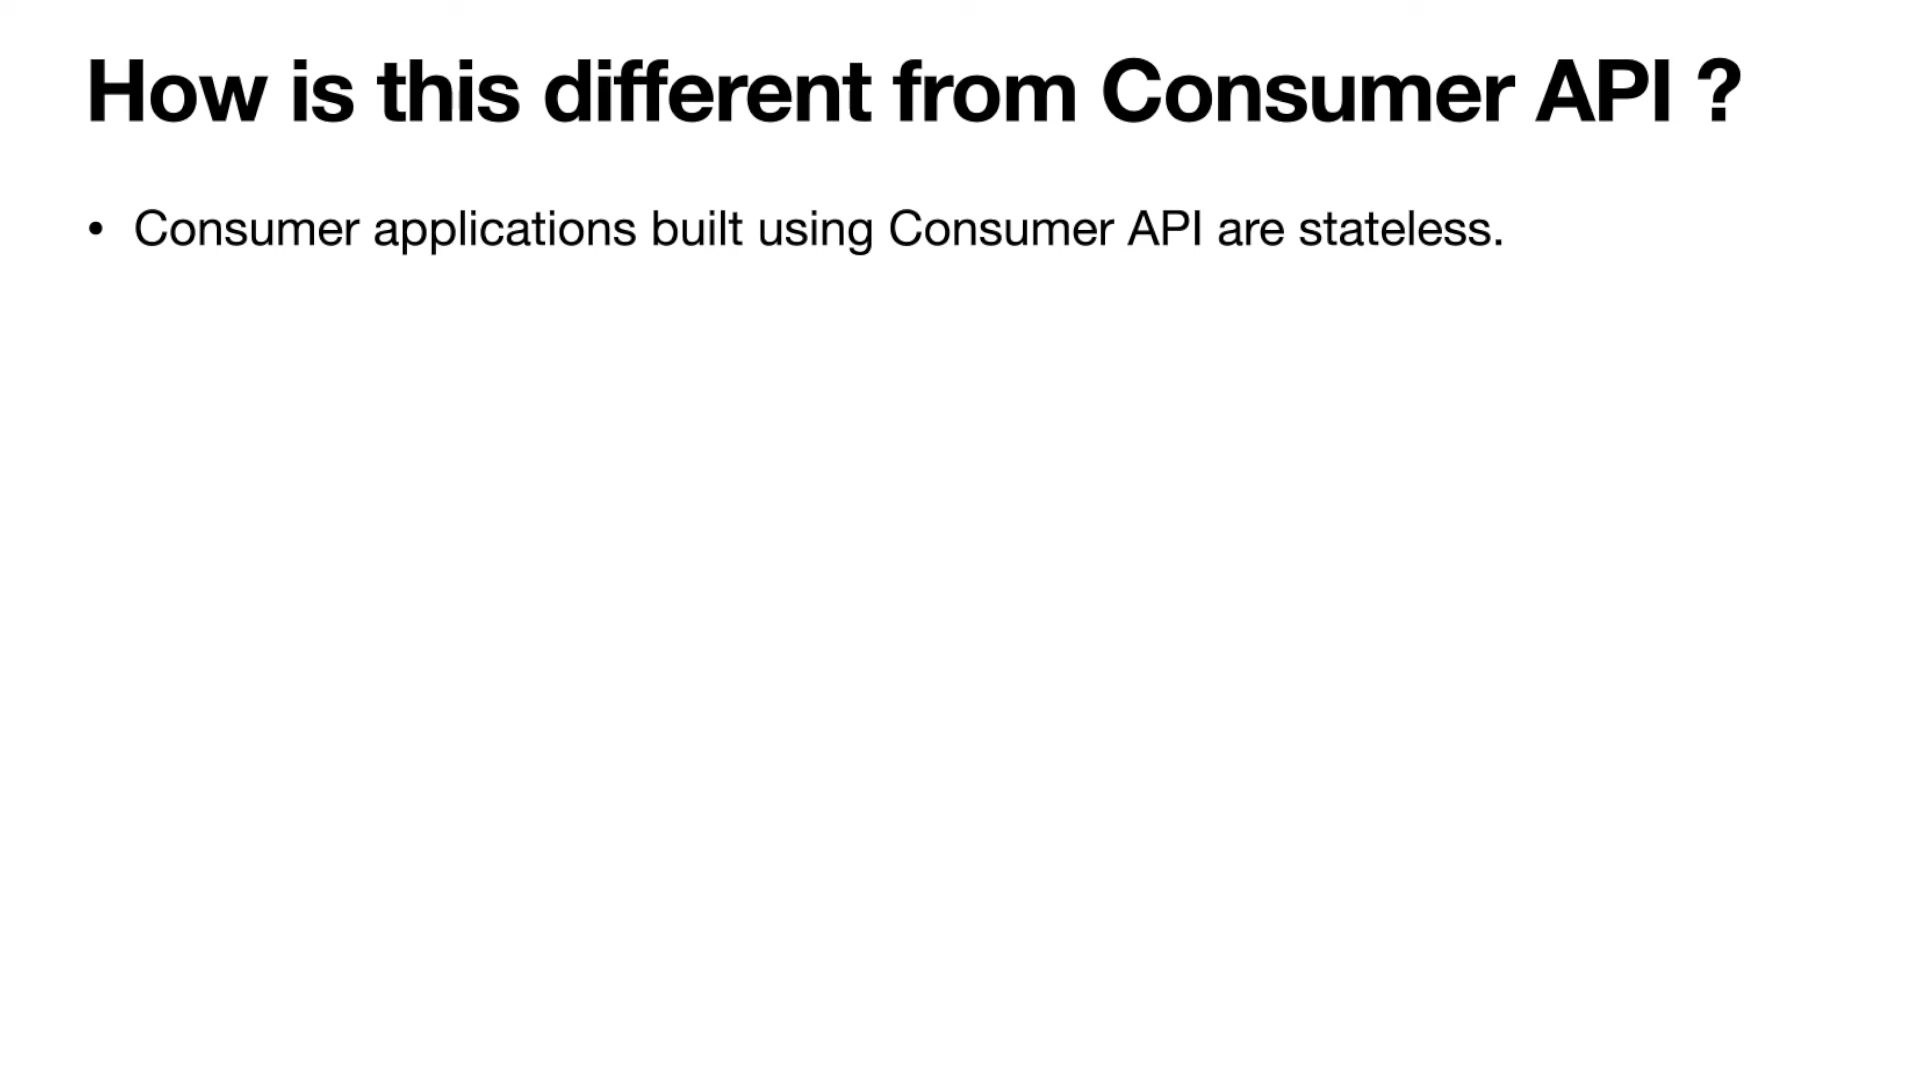 How is this different from Consumer API ?
• Consumer applications built using Consumer API are stateless.